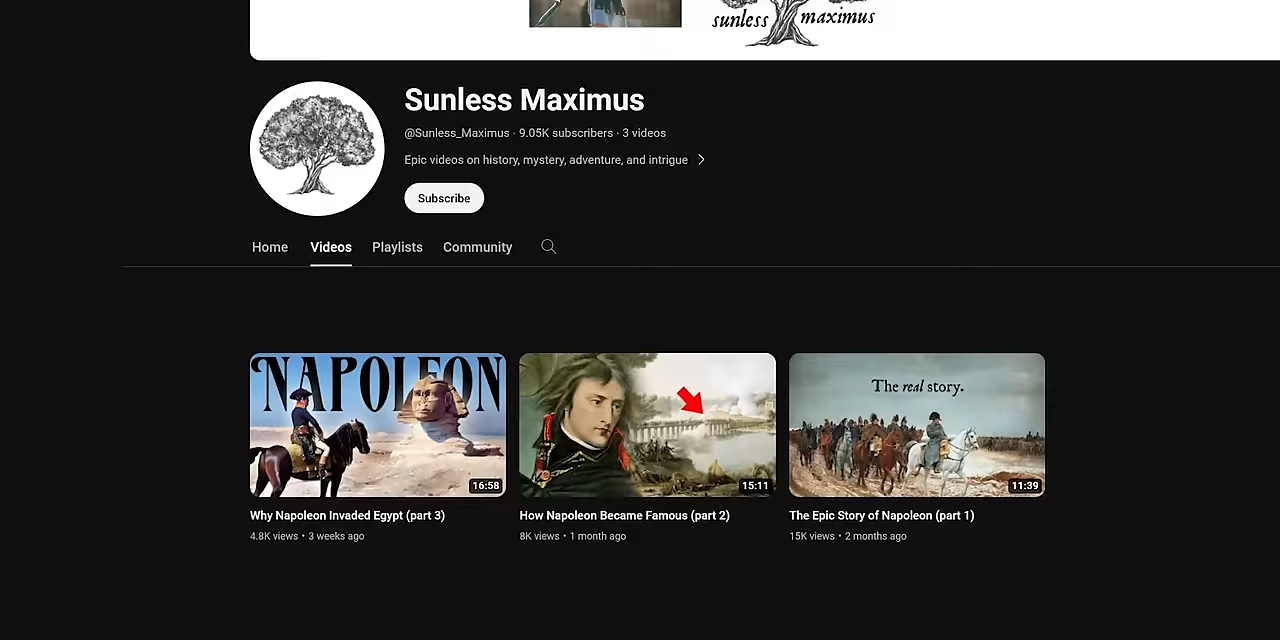 sunless maximus
Sunless Maximus
@Sunless_Maximus · 9.05K subscribers · 3 videos
Epic videos on history, mystery, adventure, and intrigue
Subscribe
Home Videos Playlists Community
NAPOLEON
16:58
15:11
The real story.
11:39
Why Napoleon Invaded Egypt (part 3)
4.8K views • 3 weeks ago
How Napoleon Became Famous (part 2)
8K views • 1 month ago
The Epic Story of Napoleon (part 1)
15K views • 2 months ago